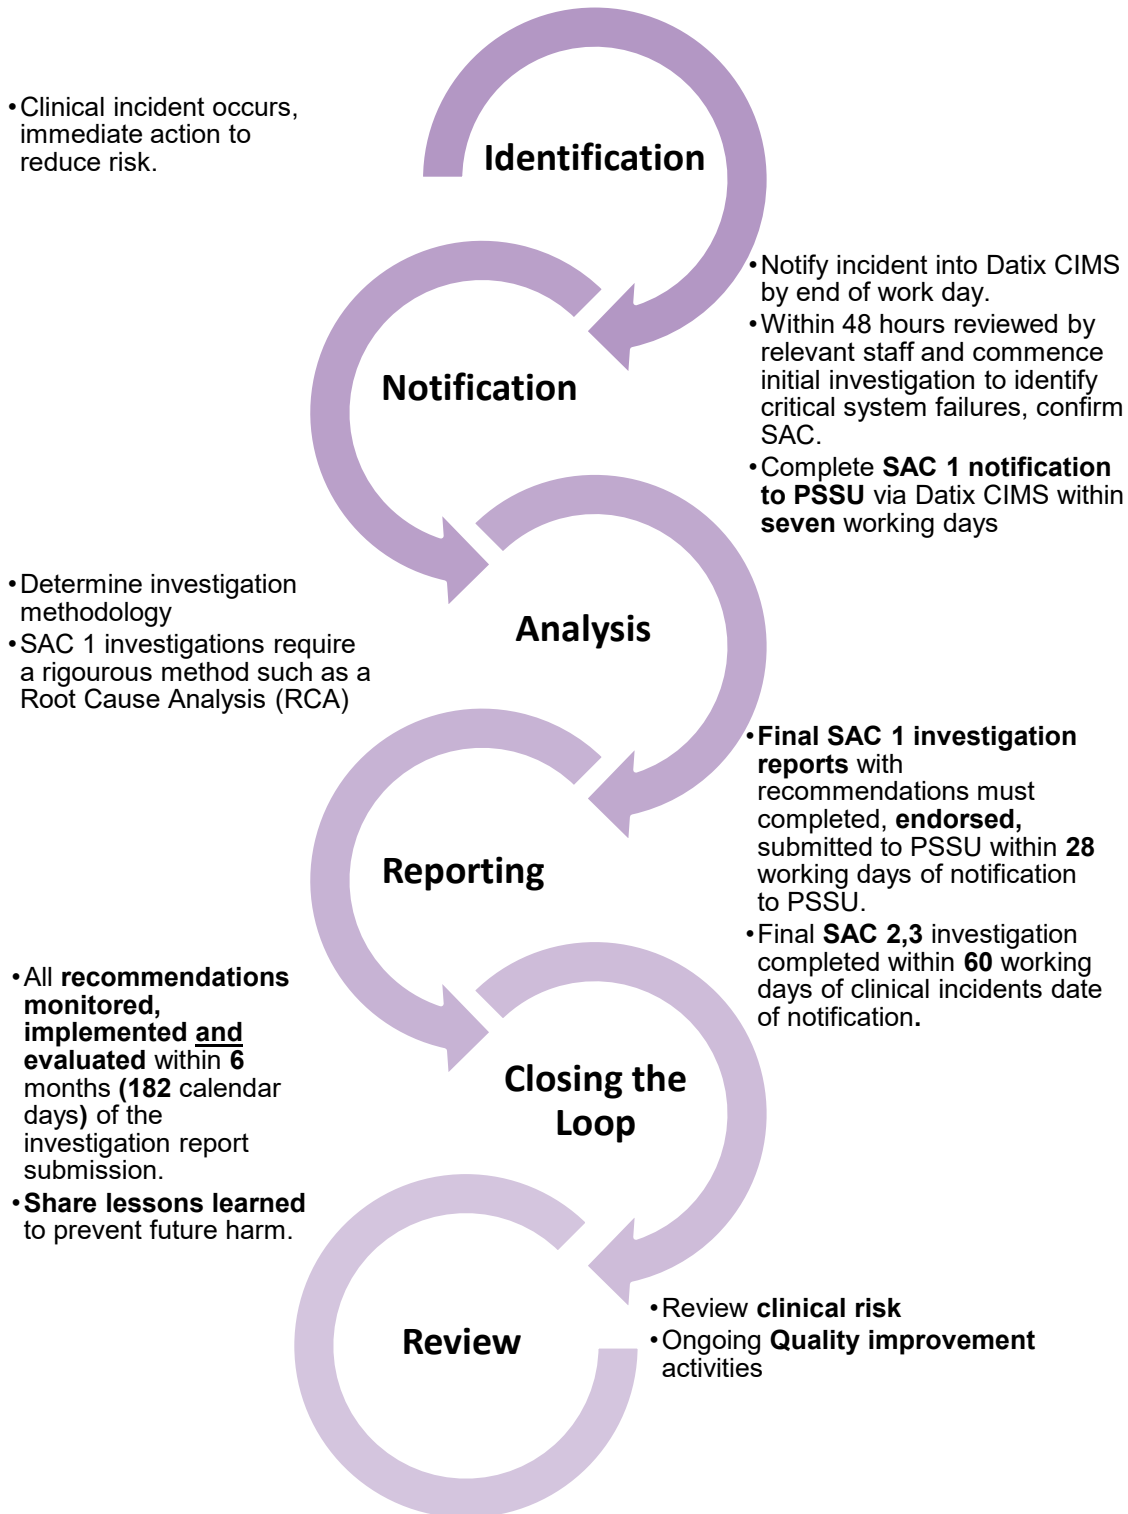 •Clinical incident occurs,
immediate action to
reduce risk.
Identification
•Notify incident into Datix CIMS
by end of work day.
•Within 48 hours reviewed by
relevant staff and commence
initial investigation to identify
critical system failures, confirm
SAC.
•Complete SAC 1 notification
to PSSU via Datix CIMS within
seven working days
Notification
•Determine investigation
methodology
•SAC 1 investigations require
a rigourous method such as a
Root Cause Analysis (RCA)
Analysis
•Final SAC 1 investigation
reports with
recommendations must
completed, endorsed,
submitted to PSSU within 28
working days of notification
to PSSU.
•Final SAC 2,3 investigation
completed within 60 working
days of clinical incidents date
of notification.
Reporting
•All recommendations
monitored,
implemented and
evaluated within 6
months (182 calendar
days) of the
investigation report
submission.
•Share lessons learned
to prevent future harm.
Closing the
Loop
•Review clinical risk
•Ongoing Quality improvement
activities
Review